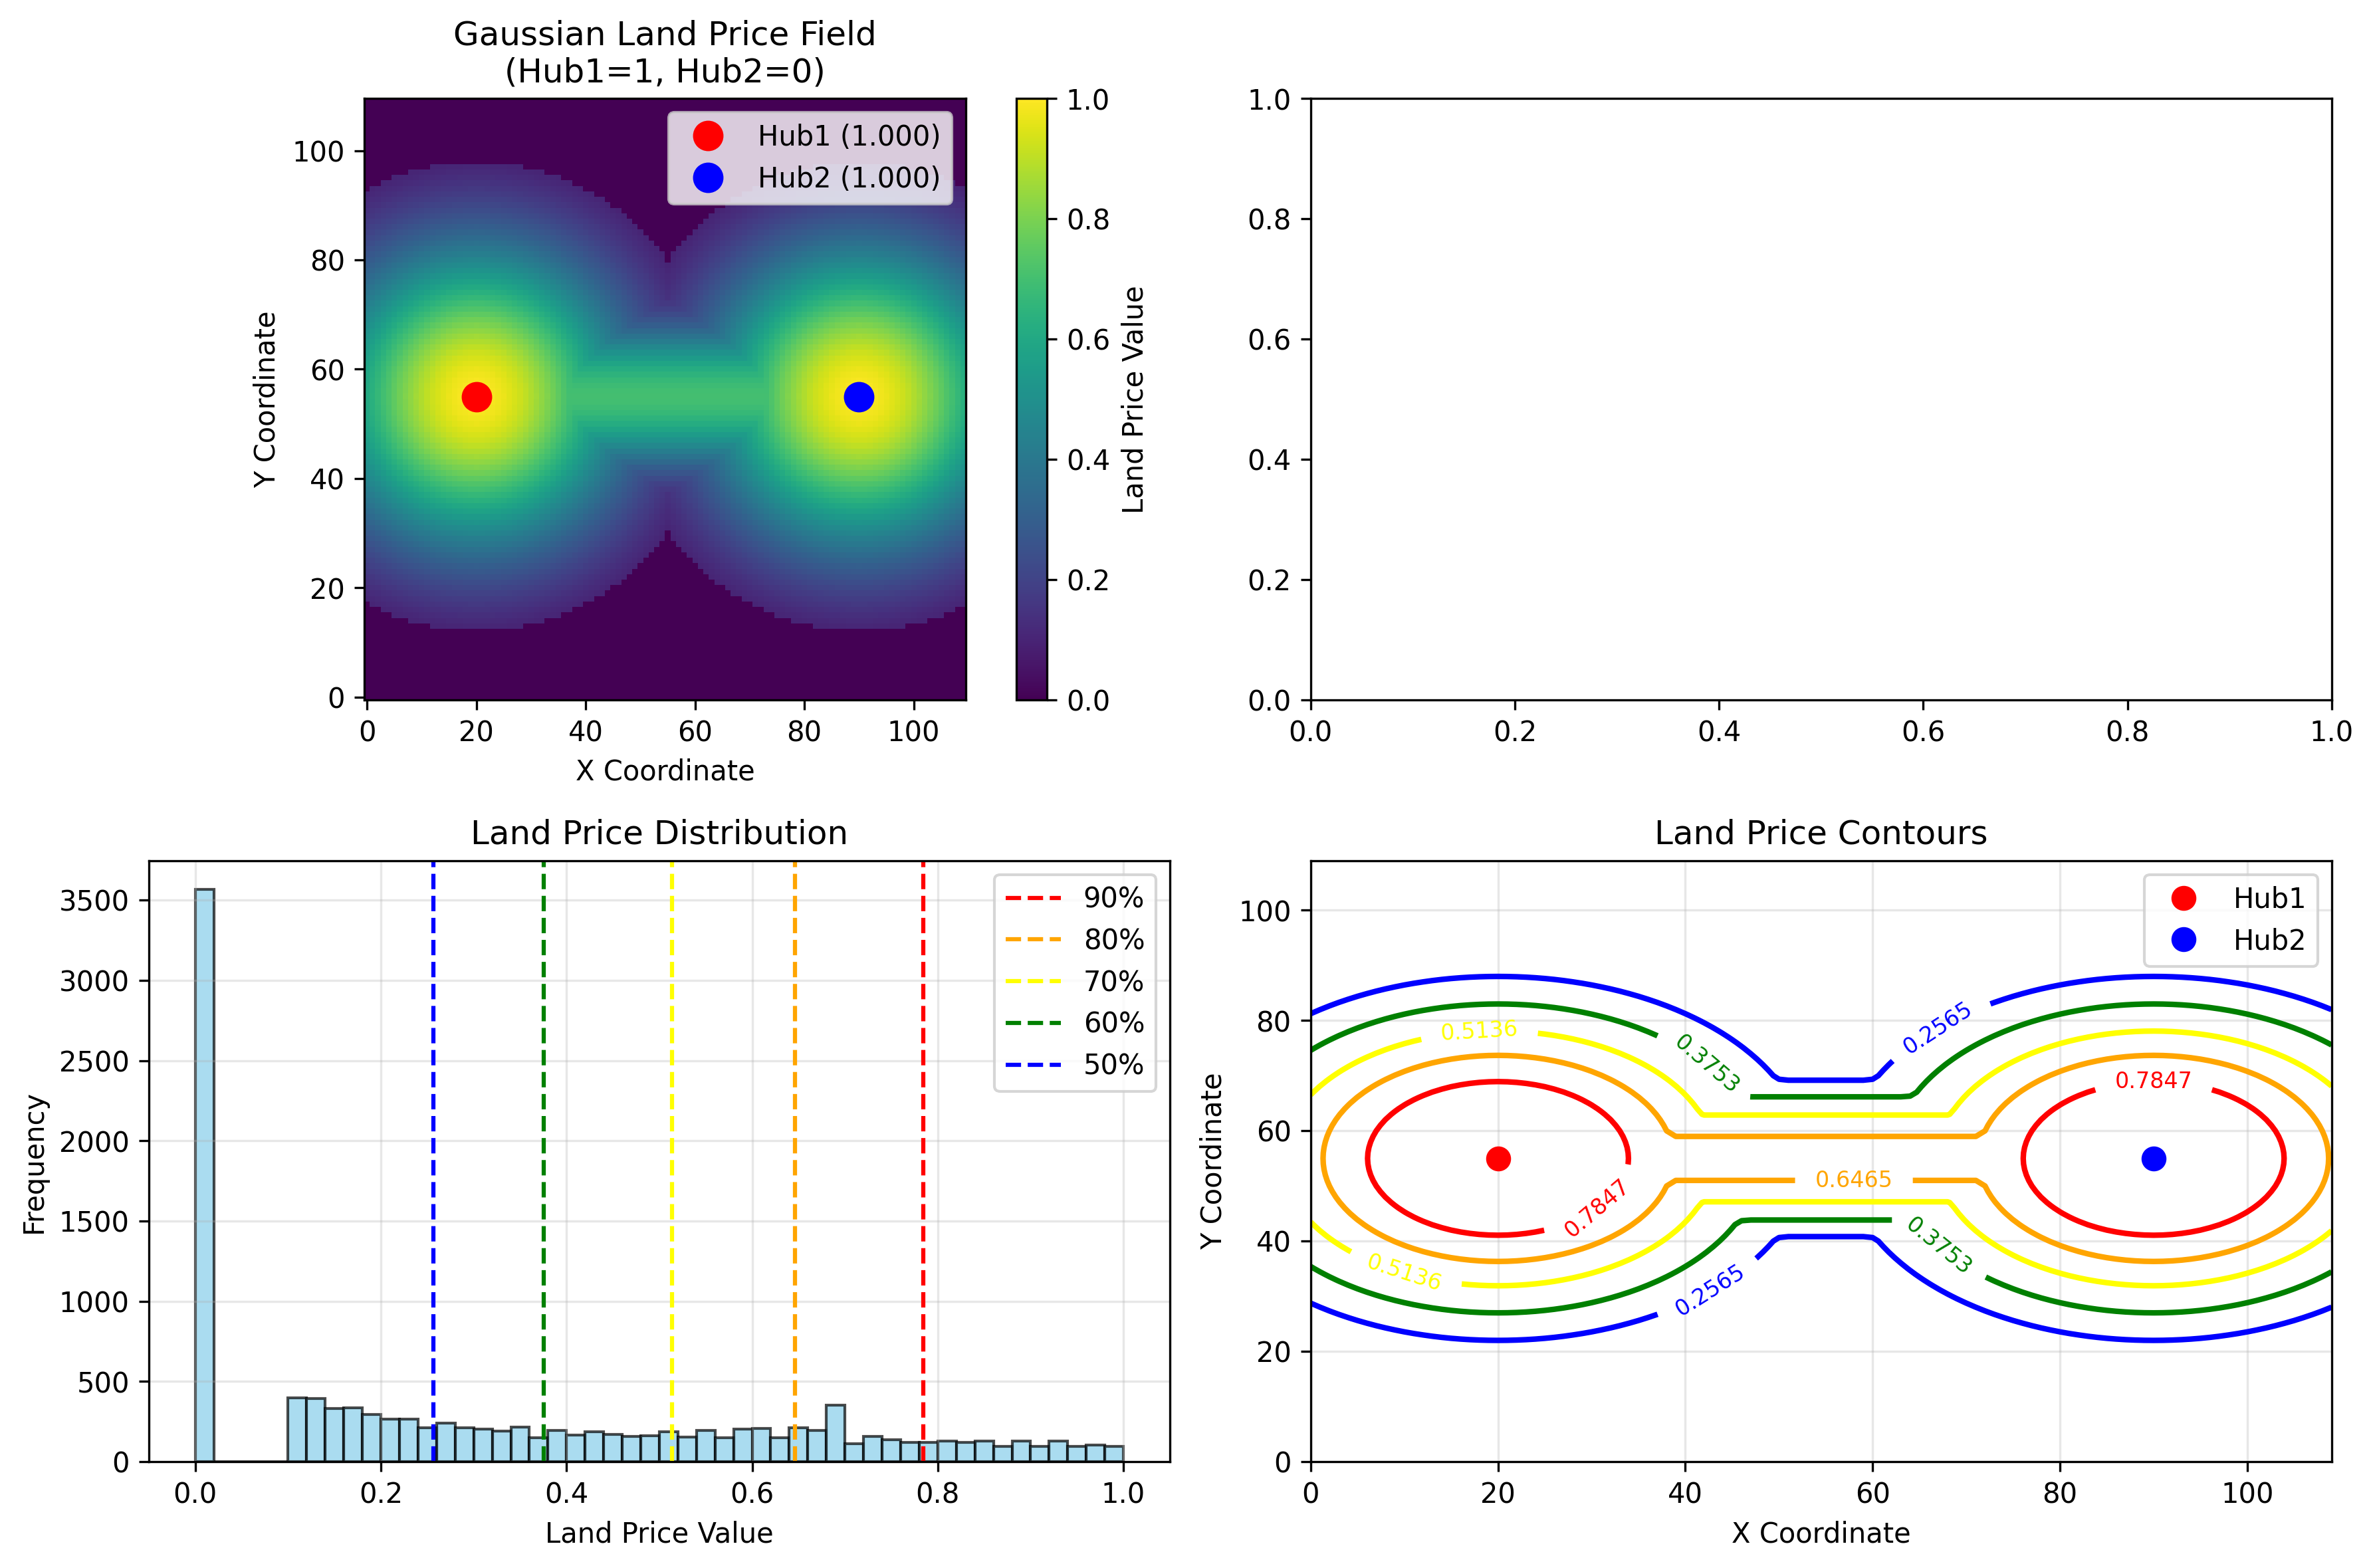 Gaussian Land Price Field
(Hub1=1, Hub2=0)
Hub1 (1.000)
Hub2 (1.000)
100
80
60
40
20
0
Y Coordinate
0 20 40 60 80 100
X Coordinate
1.0
0.8
0.6
0.4
0.2
0.0
Land Price Value
1.0
0.8
0.6
0.4
0.2
0.0
0.0 0.2 0.4 0.6 0.8 1.0
Land Price Distribution
3500
3000
2500
2000
1500
1000
500
0
Frequency
90%
80%
70%
60%
50%
0.0 0.2 0.4 0.6 0.8 1.0
Land Price Value
Land Price Contours
Hub1
Hub2
100
80
60
40
20
0
Y Coordinate
0.2565
0.5136
0.3753
0.7847
0.6465
0.7847
0.3753
0.5136
0.2565
0 20 40 60 80 100
X Coordinate